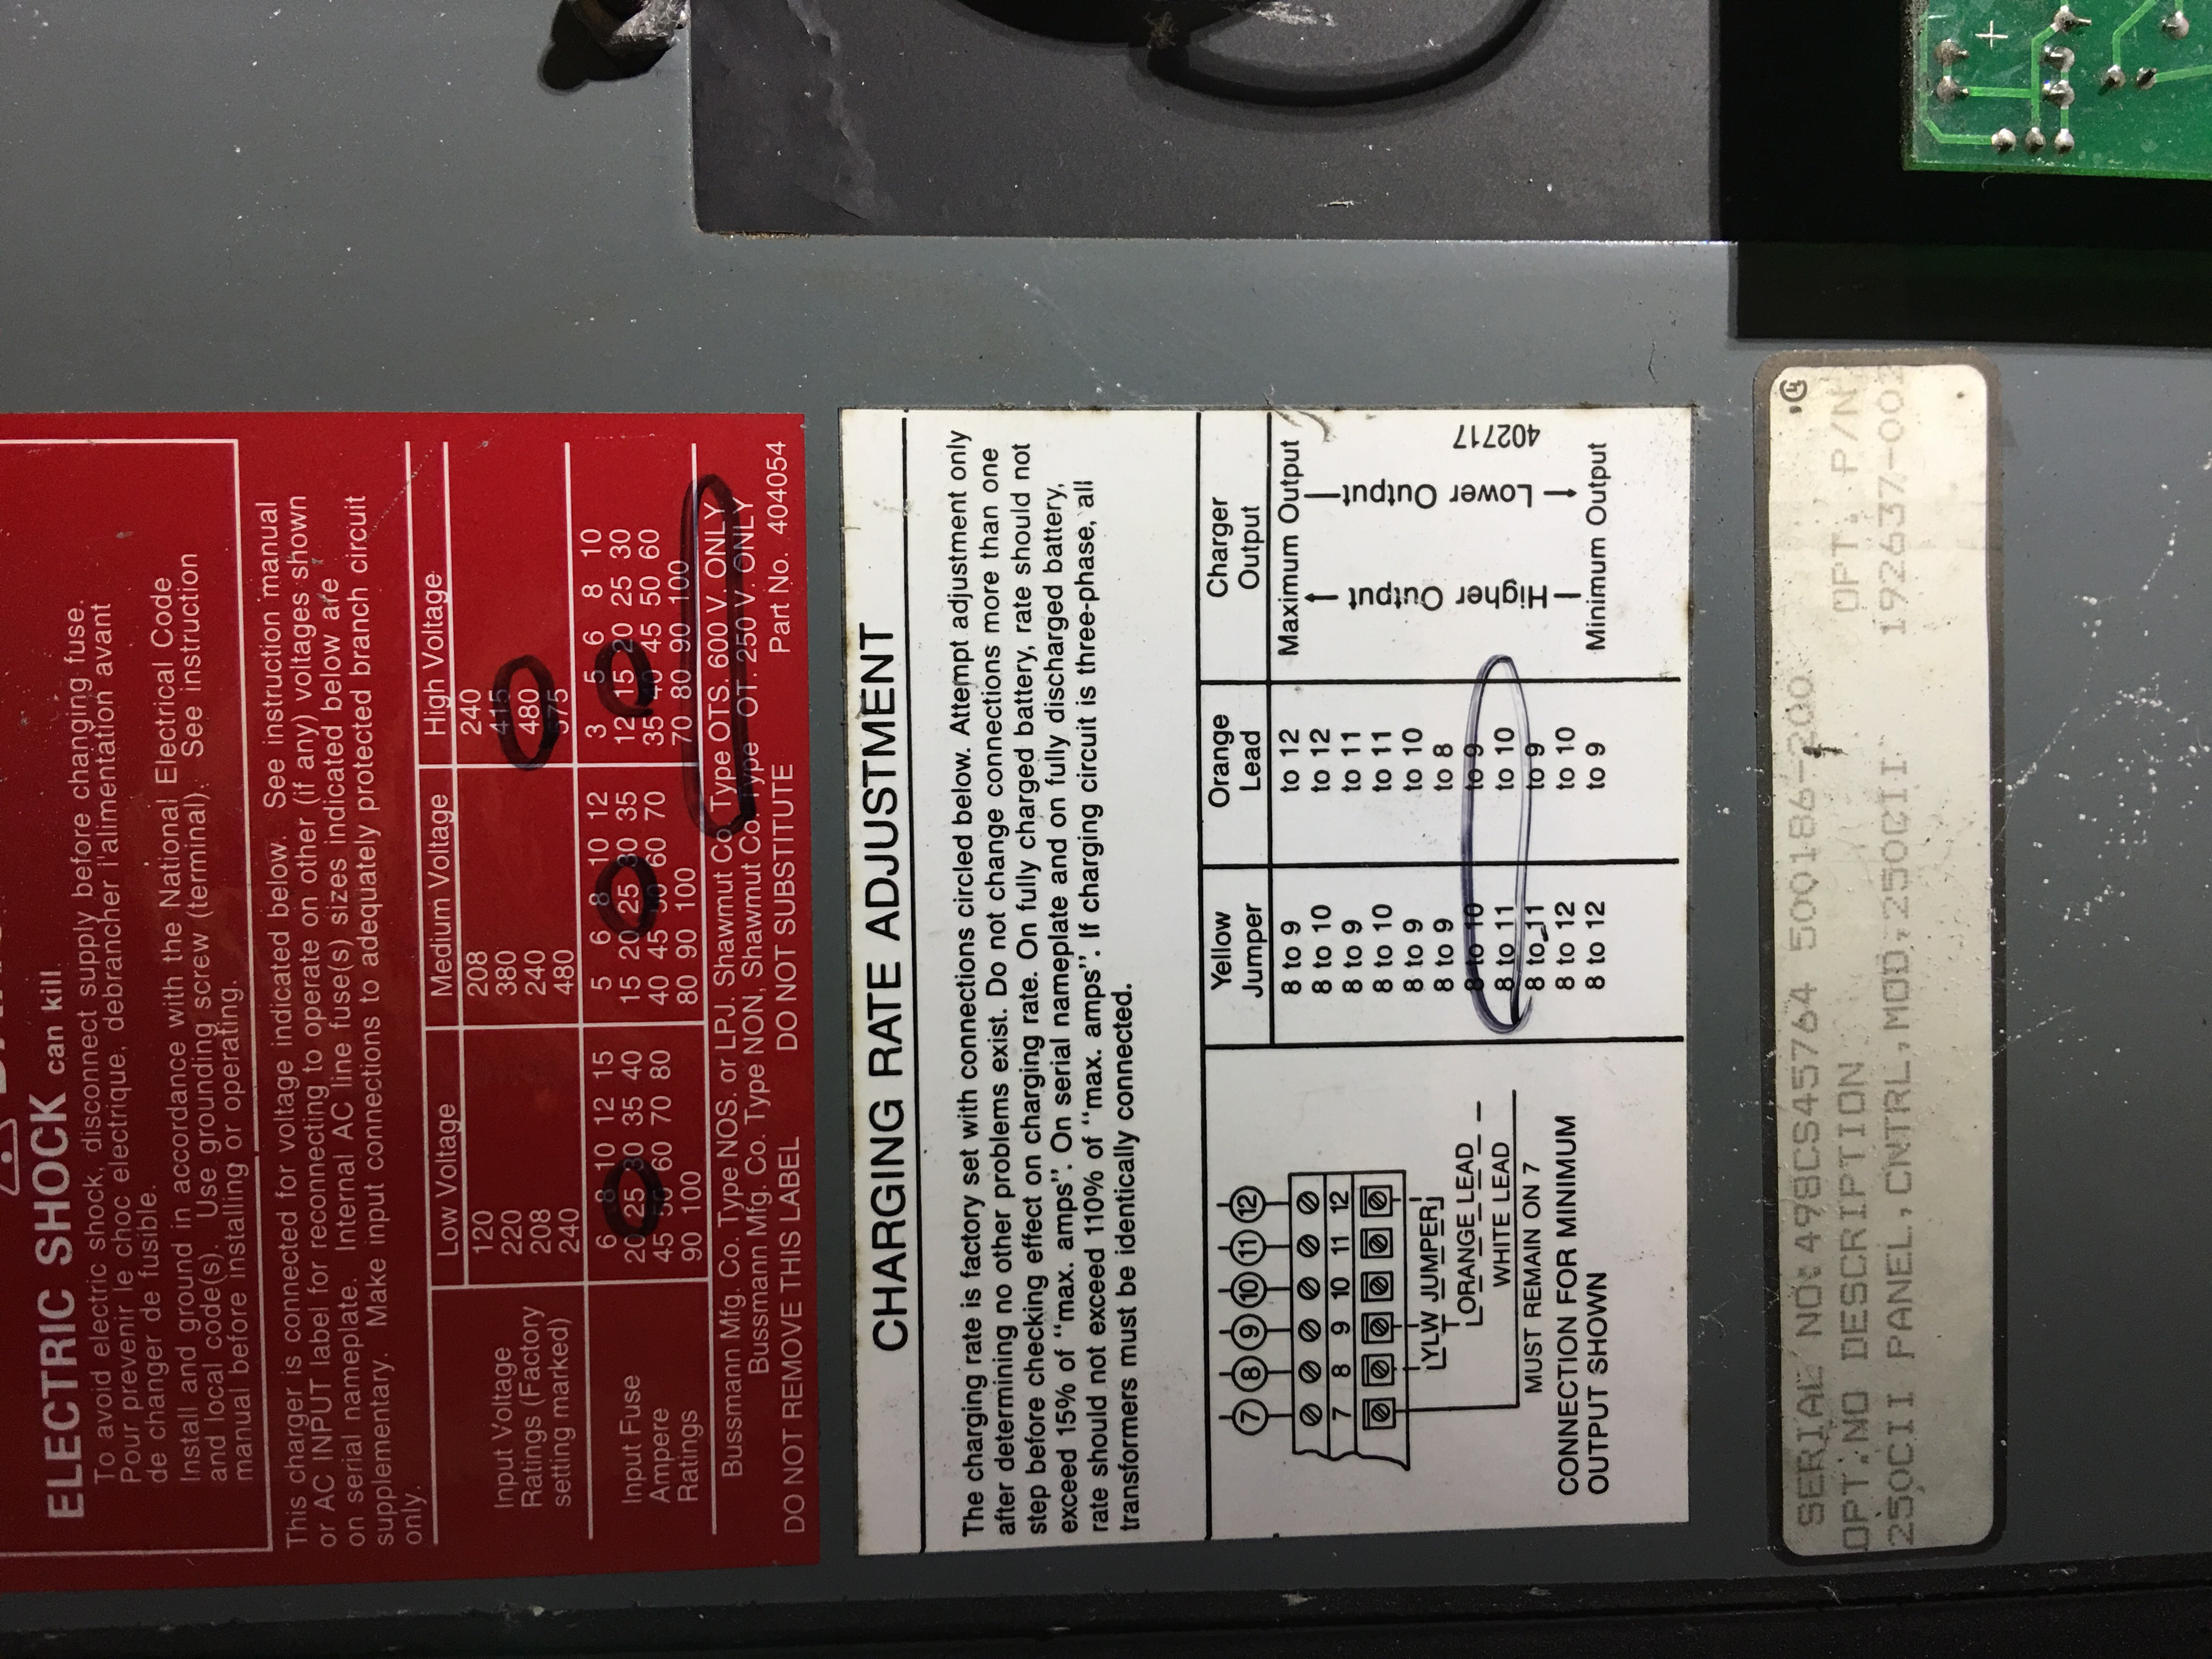 ELECTRIC SHOCK can kill
To avoid electric shock, disconnect supply before changing fuse.
Pour prevenir le choc electrique, debrancher l'alimentation avant
de changer de fusible.
Install and ground in accordance with the National Electrical Code
and local code(s). Use grounding screw (terminal). See instruction
manual before installing or operating.
This charger is connected for voltage indicated below. See instruction manual
or AC INPUT label for reconnecting to operate on other (if any) voltages shown
on serial nameplate. Internal AC line fuse(s) sizes indicated below are
supplementary. Make input connections to adequately protected branch circuit
only.
Low Voltage Medium Voltage High Voltage
Input Voltage Ratings (Factory setting marked)
120 208 240
220 380 415
208 240 480
240 480 575
Input Fuse Ampere Ratings
6 8 10 12 15 5 6 8 10 12 3 5 6 8 10
20 25 30 35 40 15 20 25 30 35 12 15 20 25 30
45 50 60 70 80 40 45 50 60 70 35 40 45 50 60
90 100 80 90 100 70 80 90 100
Bussmann Mfg. Co. Type NOS. or LPJ. Shawmut Co. Type OTS. 600 V. ONLY
Bussmann Mfg. Co. Type NON, Shawmut Co. Type OT. 250 V. ONLY
DO NOT REMOVE THIS LABEL DO NOT SUBSTITUTE Part No. 404054
CHARGING RATE ADJUSTMENT
The charging rate is factory set with connections circled below. Attempt adjustment only
after determining no other problems exist. Do not change connections more than one
step before checking effect on charging rate. On fully charged battery, rate should not
exceed 15% of "max. amps". On serial nameplate and on fully discharged battery,
rate should not exceed 110% of "max. amps". If charging circuit is three-phase, all
transformers must be identically connected.
7 8 9 10 11 12
7 8 9 10 11 12
YLW JUMPER
ORANGE LEAD
WHITE LEAD
MUST REMAIN ON 7
CONNECTION FOR MINIMUM
OUTPUT SHOWN
Yellow Jumper Orange Lead Charger Output
8 to 9 to 12 Maximum Output
8 to 10 to 12
8 to 9 to 11
8 to 10 to 11
8 to 9 to 10
8 to 9 to 8
8 to 10 to 9
8 to 11 to 10
8 to 11 to 9
8 to 12 to 10
8 to 12 to 9 Minimum Output
Higher Output
Lower Output
402717
SERIAL NO: 498CS45764 500186-200
OPT.NO DESCRIPTION OPT. P/N
250CII PANEL,CNTRL,MOD,250CII 192637-002